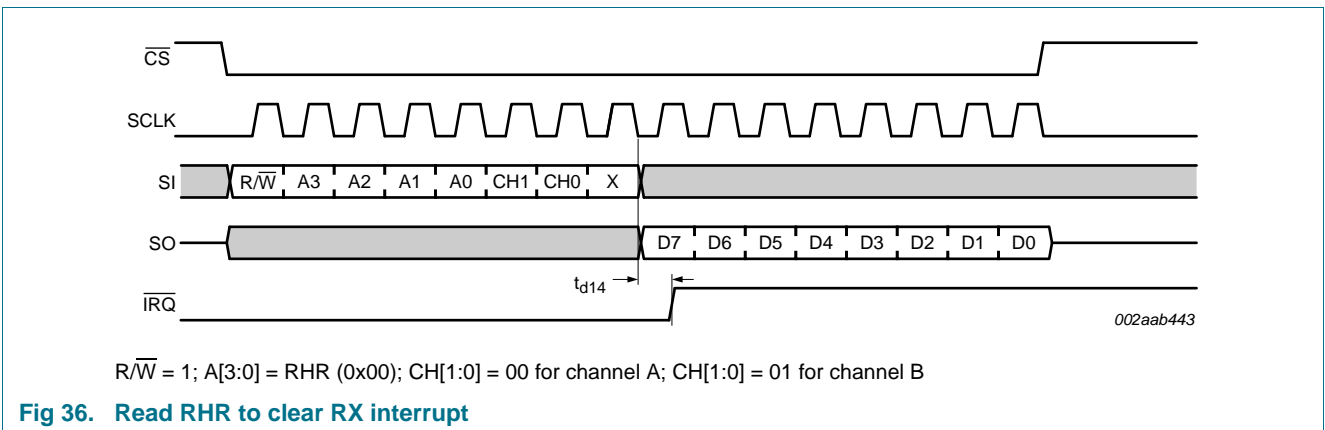 C̅S̅
SCLK
SI R/W̅ A3 A2 A1 A0 CH1 CH0 X
SO D7 D6 D5 D4 D3 D2 D1 D0
td14
I̅R̅Q̅
002aab443
R/W̅ = 1; A[3:0] = RHR (0x00); CH[1:0] = 00 for channel A; CH[1:0] = 01 for channel B
Fig 36. Read RHR to clear RX interrupt